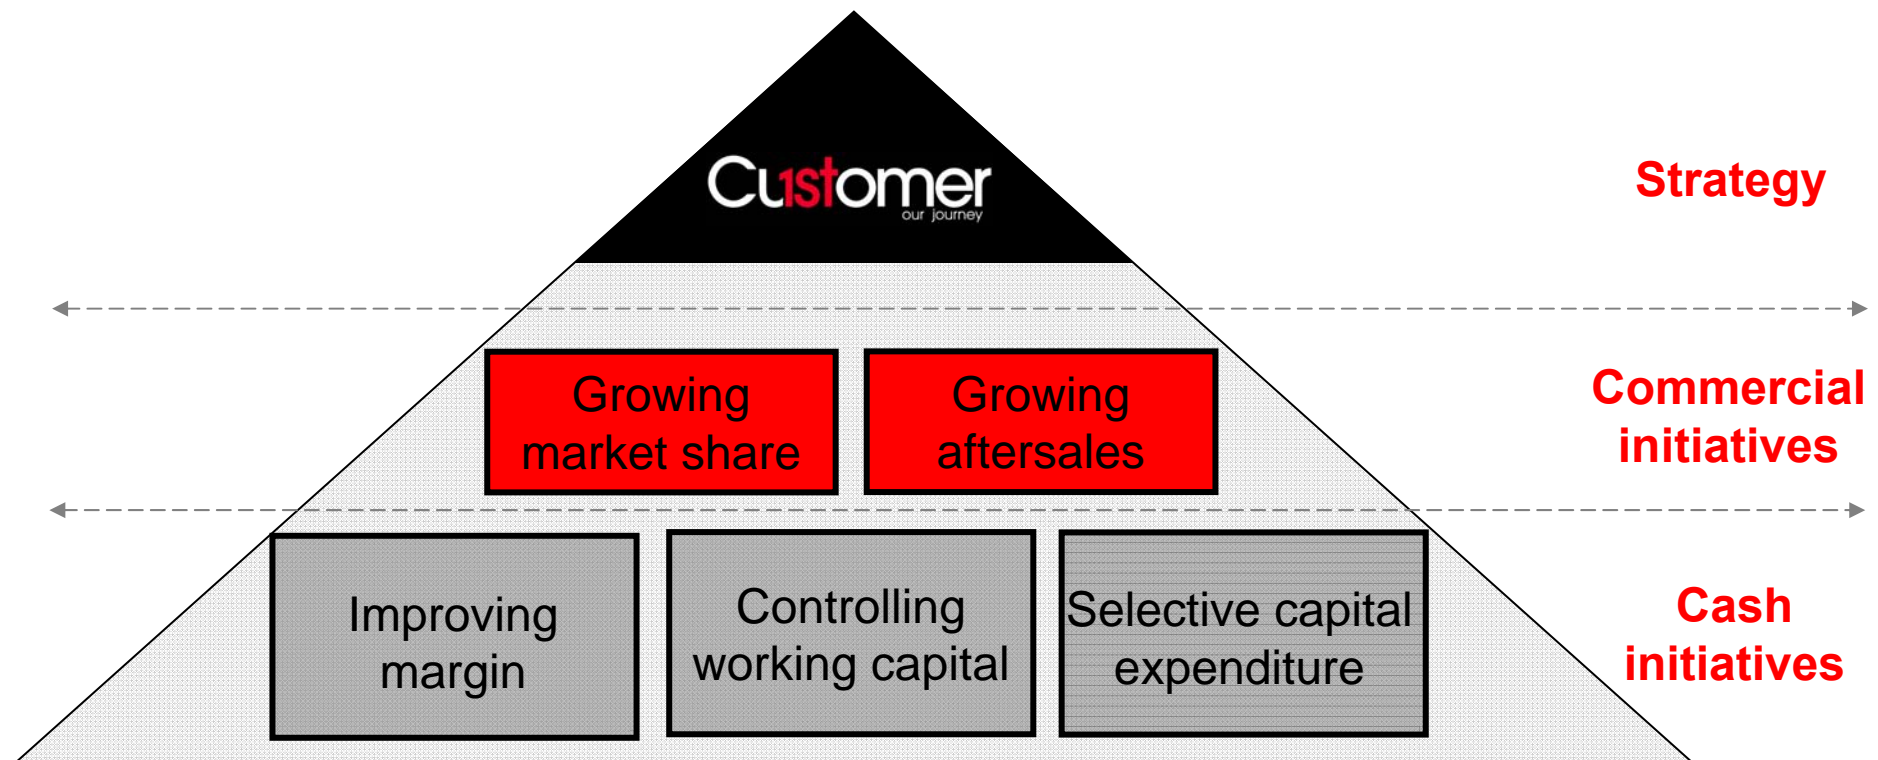 Cu1stomer
our journey
Strategy
Growing
market share
Growing
aftersales
Commercial
initiatives
Improving
margin
Controlling
working capital
Selective capital
expenditure
Cash
initiatives